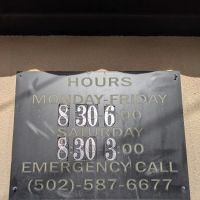 HOURS
MONDAY-FRIDAY
8 30 6:00
SATURDAY
8 30 3:00
EMERGENCY CALL
(502)-587-6677